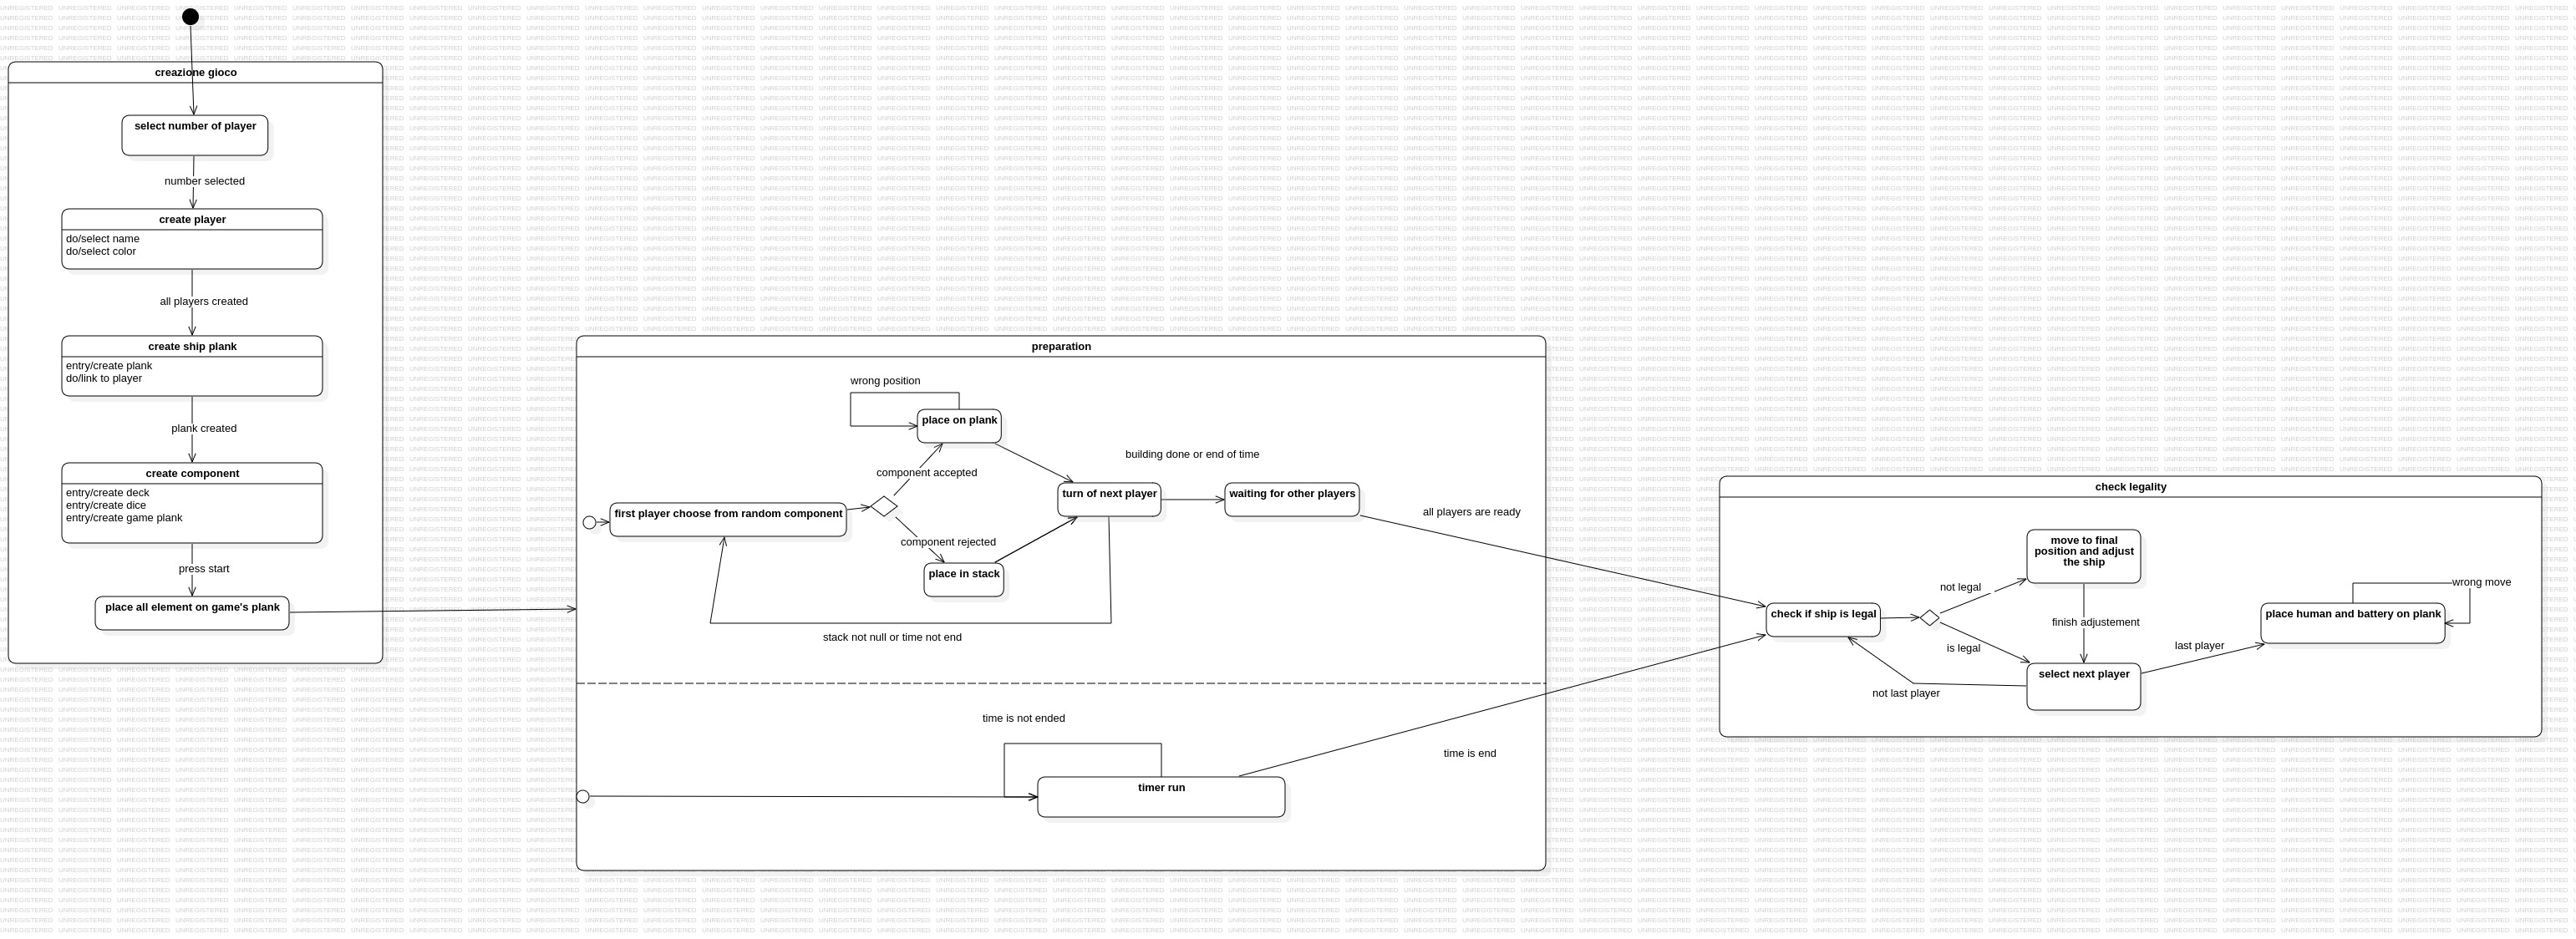 creazione gioco
select number of player
number selected
create player
do/select name
do/select color
all players created
create ship plank
entry/create plank
do/link to player
plank created
create component
entry/create deck
entry/create dice
entry/create game plank
press start
place all element on game's plank
preparation
wrong position
place on plank
component accepted
building done or end of time
first player choose from random component
turn of next player
waiting for other players
component rejected
place in stack
stack not null or time not end
all players are ready
time is not ended
timer run
time is end
check legality
check if ship is legal
not legal
move to final
position and adjust
the ship
finish adjustement
is legal
select next player
not last player
last player
place human and battery on plank
wrong move
UNREGISTERED